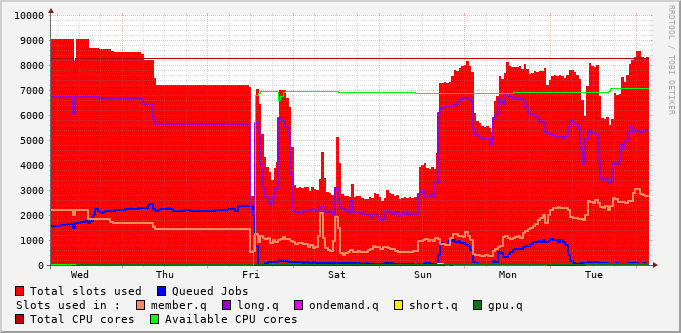 10000
9000
8000
7000
6000
5000
4000
3000
2000
1000
0
Wed Thu Fri Sat Sun Mon Tue
RRDTOOL / TOBI OETIKER
Total slots used Queued Jobs
Slots used in : member.q long.q ondemand.q short.q gpu.q
Total CPU cores Available CPU cores